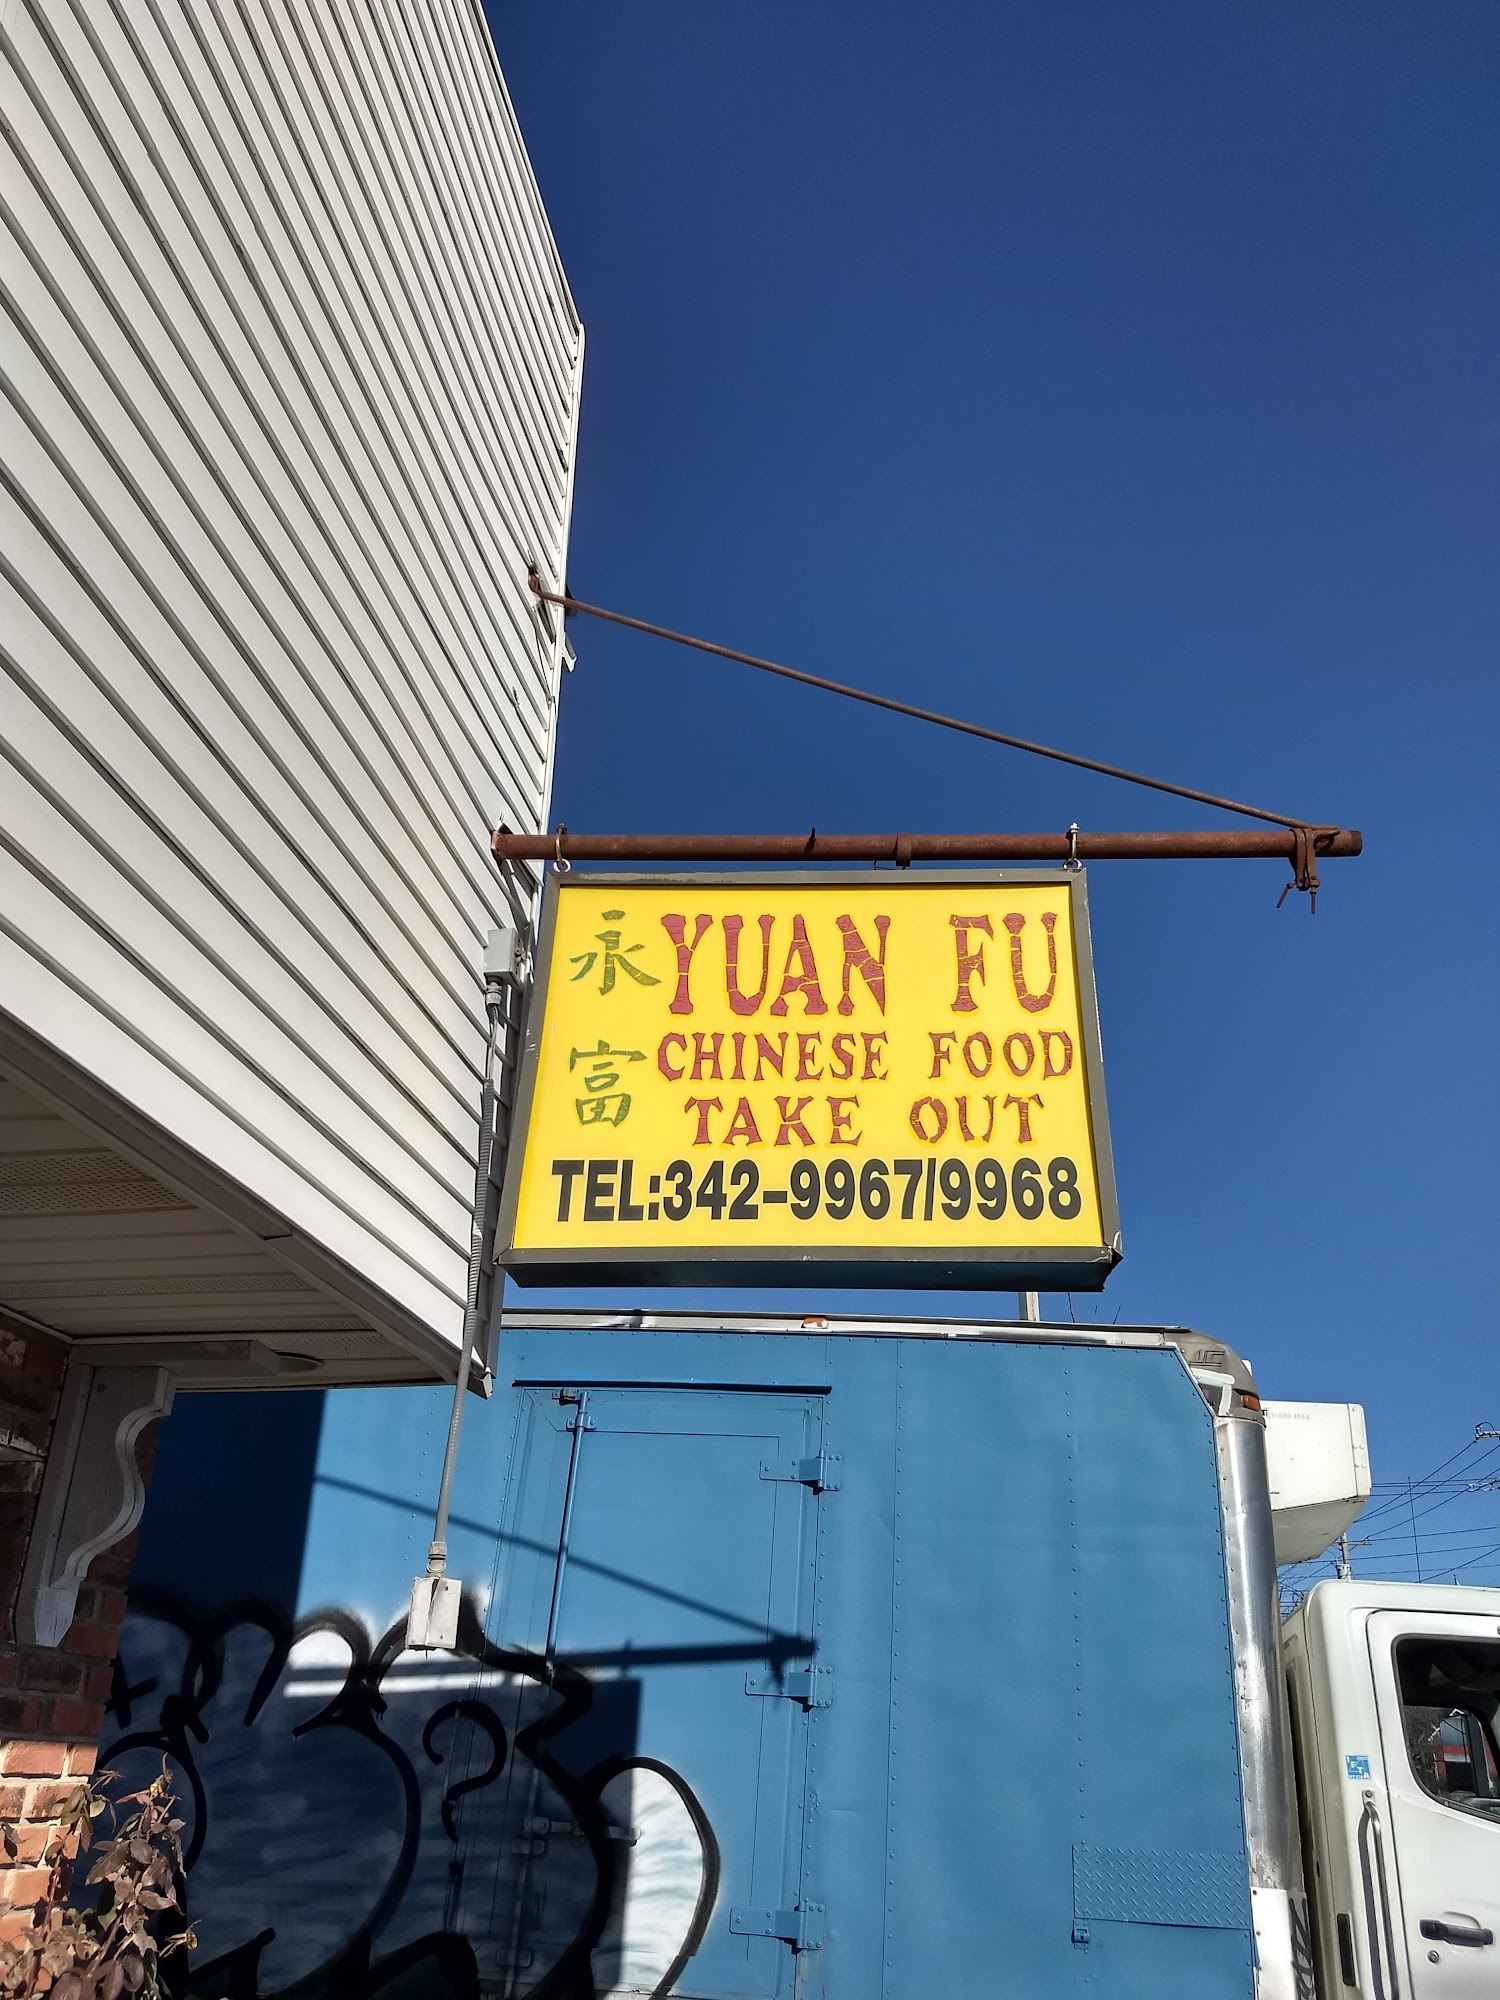 永富
YUAN FU
CHINESE FOOD
TAKE OUT
TEL:342-9967/9968